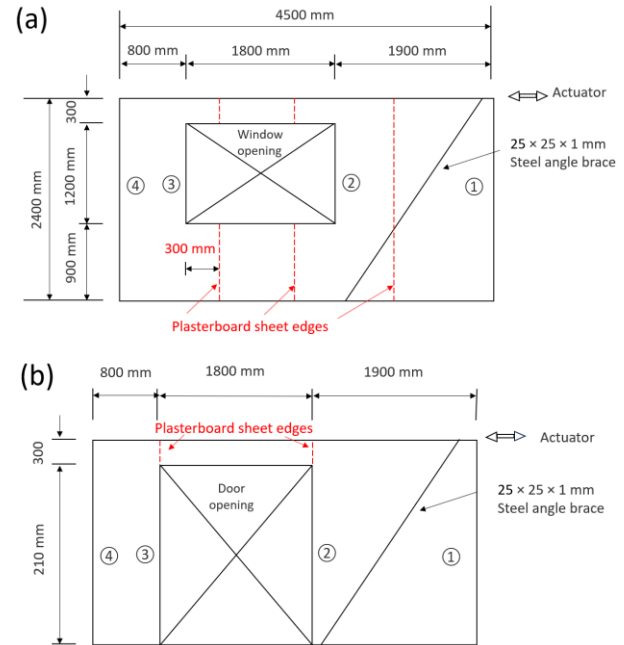 (a)
4500 mm
800 mm
1800 mm
1900 mm
Actuator
300
Window
opening
25 × 25 × 1 mm
Steel angle brace
2400 mm
1200 mm
4
3
2
1
900 mm
300 mm
Plasterboard sheet edges
(b)
800 mm
1800 mm
1900 mm
Plasterboard sheet edges
Actuator
300
Door
opening
25 × 25 × 1 mm
Steel angle brace
210 mm
4
3
2
1